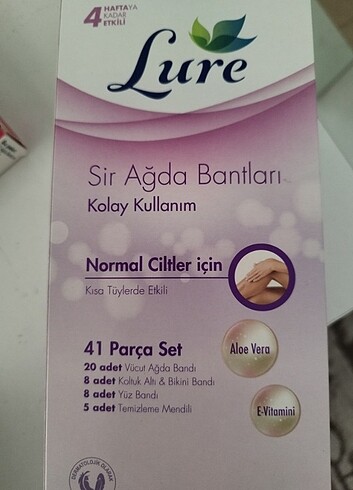 4 HAFTAYA
KADAR
ETKİLİ
Lure
Sir Ağda Bantları
Kolay Kullanım
Normal Ciltler için
Kısa Tüylerde Etkili
41 Parça Set
20 adet Vücut Ağda Bandı
8 adet Koltuk Altı & Bikini Bandı
8 adet Yüz Bandı
5 adet Temizleme Mendili
Aloe Vera
E-Vitamini
DERMATOLOJİK OLARAK